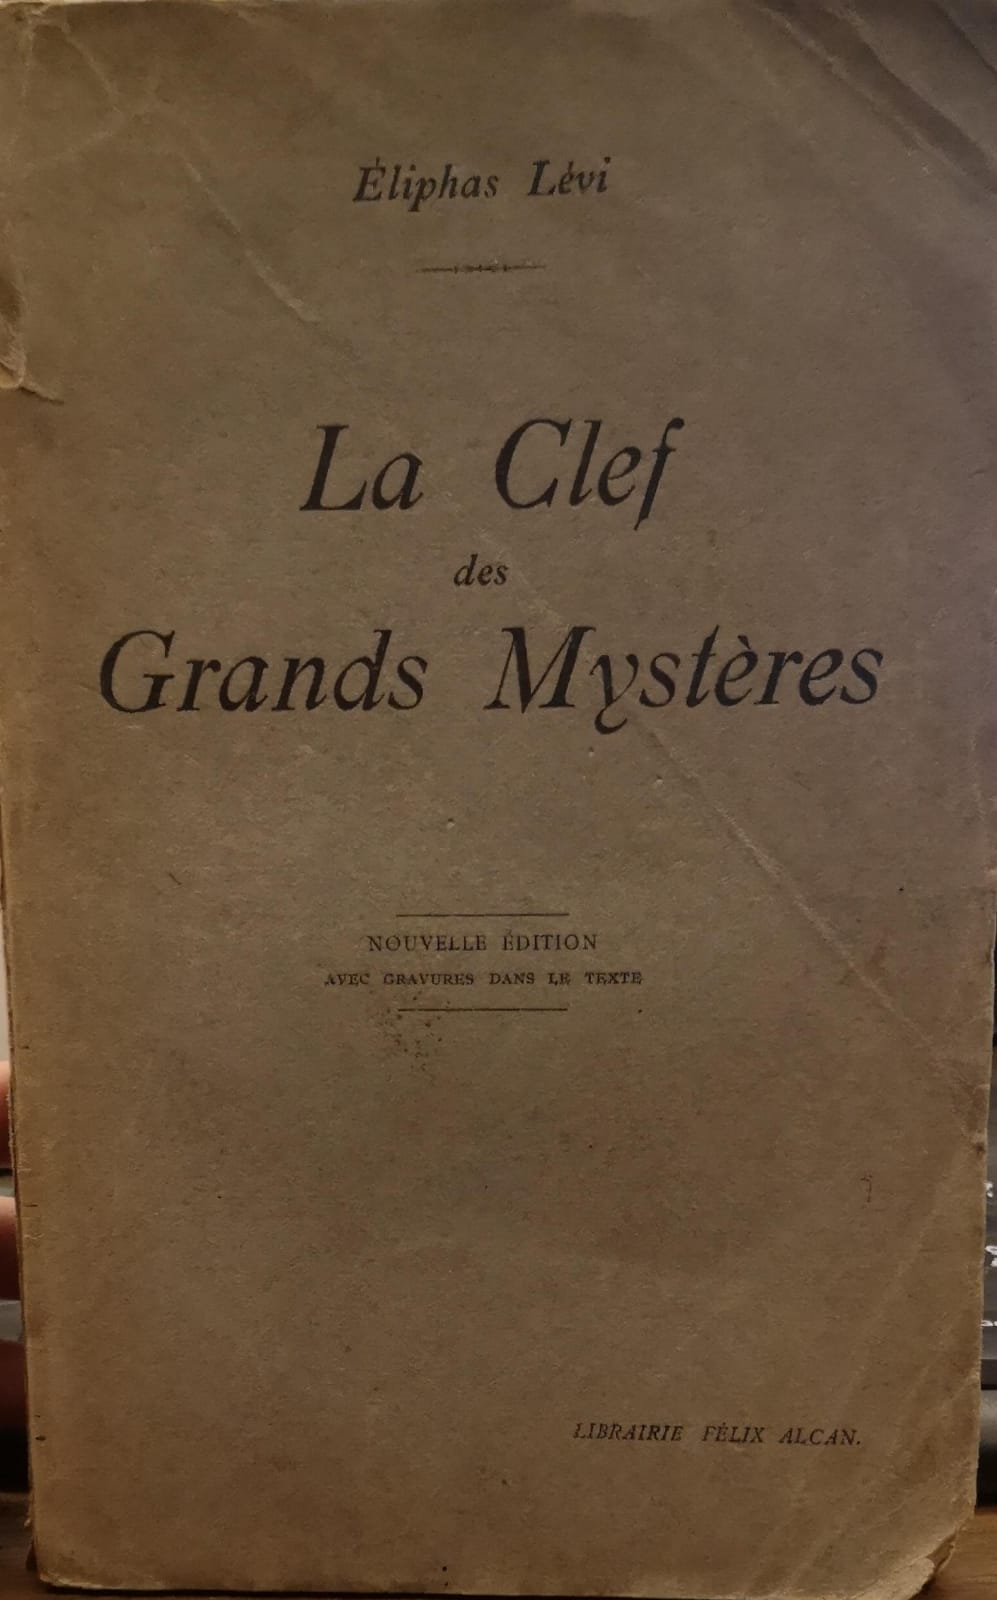 Éliphas Lévi
La Clef
des
Grands Mystères
NOUVELLE ÉDITION
AVEC GRAVURES DANS LE TEXTE
LIBRAIRIE FÉLIX ALCAN.